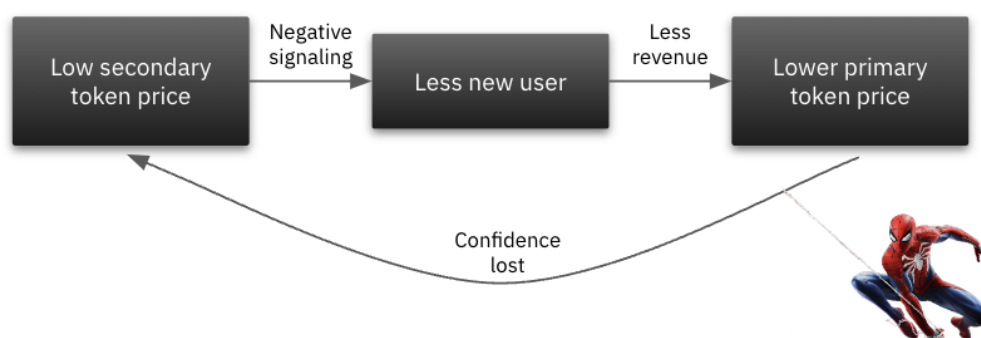 Low secondary
token price
Negative
signaling
Less new user
Less
revenue
Lower primary
token price
Confidence
lost